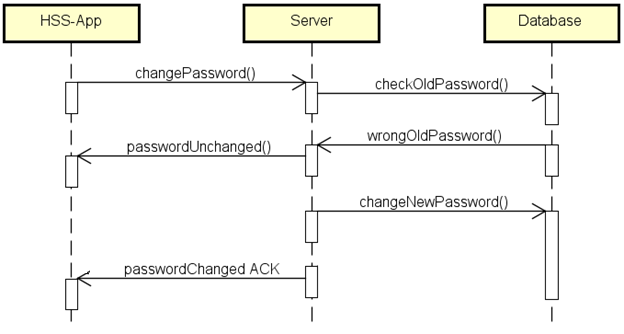 HSS-App
Server
Database
changePassword()
checkOldPassword()
wrongOldPassword()
passwordUnchanged()
changeNewPassword()
passwordChanged ACK